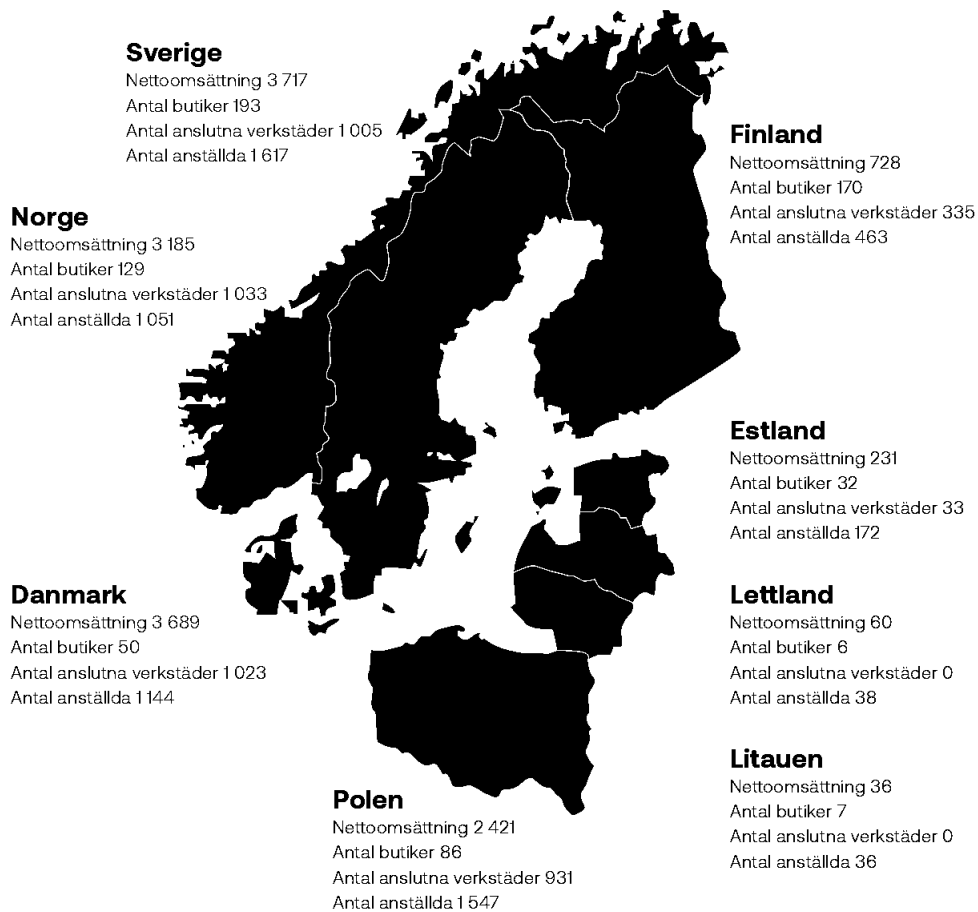 Sverige
Nettoomsättning 3 717
Antal butiker 193
Antal anslutna verkstäder 1 005
Antal anställda 1 617
Finland
Nettoomsättning 728
Antal butiker 170
Antal anslutna verkstäder 335
Antal anställda 463
Norge
Nettoomsättning 3 185
Antal butiker 129
Antal anslutna verkstäder 1 033
Antal anställda 1 051
Estland
Nettoomsättning 231
Antal butiker 32
Antal anslutna verkstäder 33
Antal anställda 172
Danmark
Nettoomsättning 3 689
Antal butiker 50
Antal anslutna verkstäder 1 023
Antal anställda 1 144
Lettland
Nettoomsättning 60
Antal butiker 6
Antal anslutna verkstäder 0
Antal anställda 38
Litauen
Nettoomsättning 36
Antal butiker 7
Antal anslutna verkstäder 0
Antal anställda 36
Polen
Nettoomsättning 2 421
Antal butiker 86
Antal anslutna verkstäder 931
Antal anställda 1 547